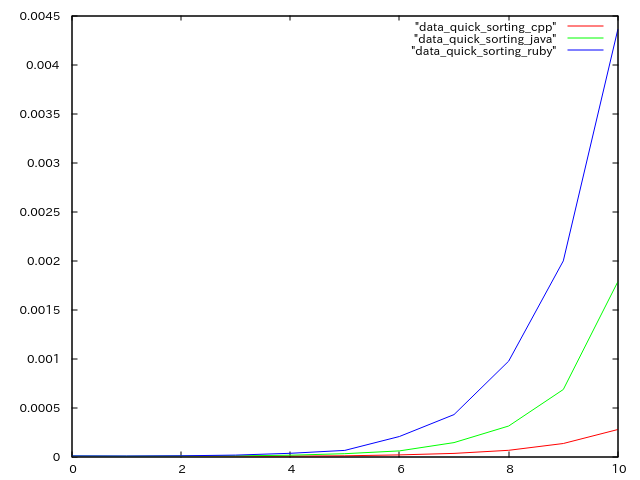 0.0045
"data_quick_sorting_cpp"
"data_quick_sorting_java"
"data_quick_sorting_ruby"
0.004
0.0035
0.003
0.0025
0.002
0.0015
0.001
0.0005
0
0 2 4 6 8 10